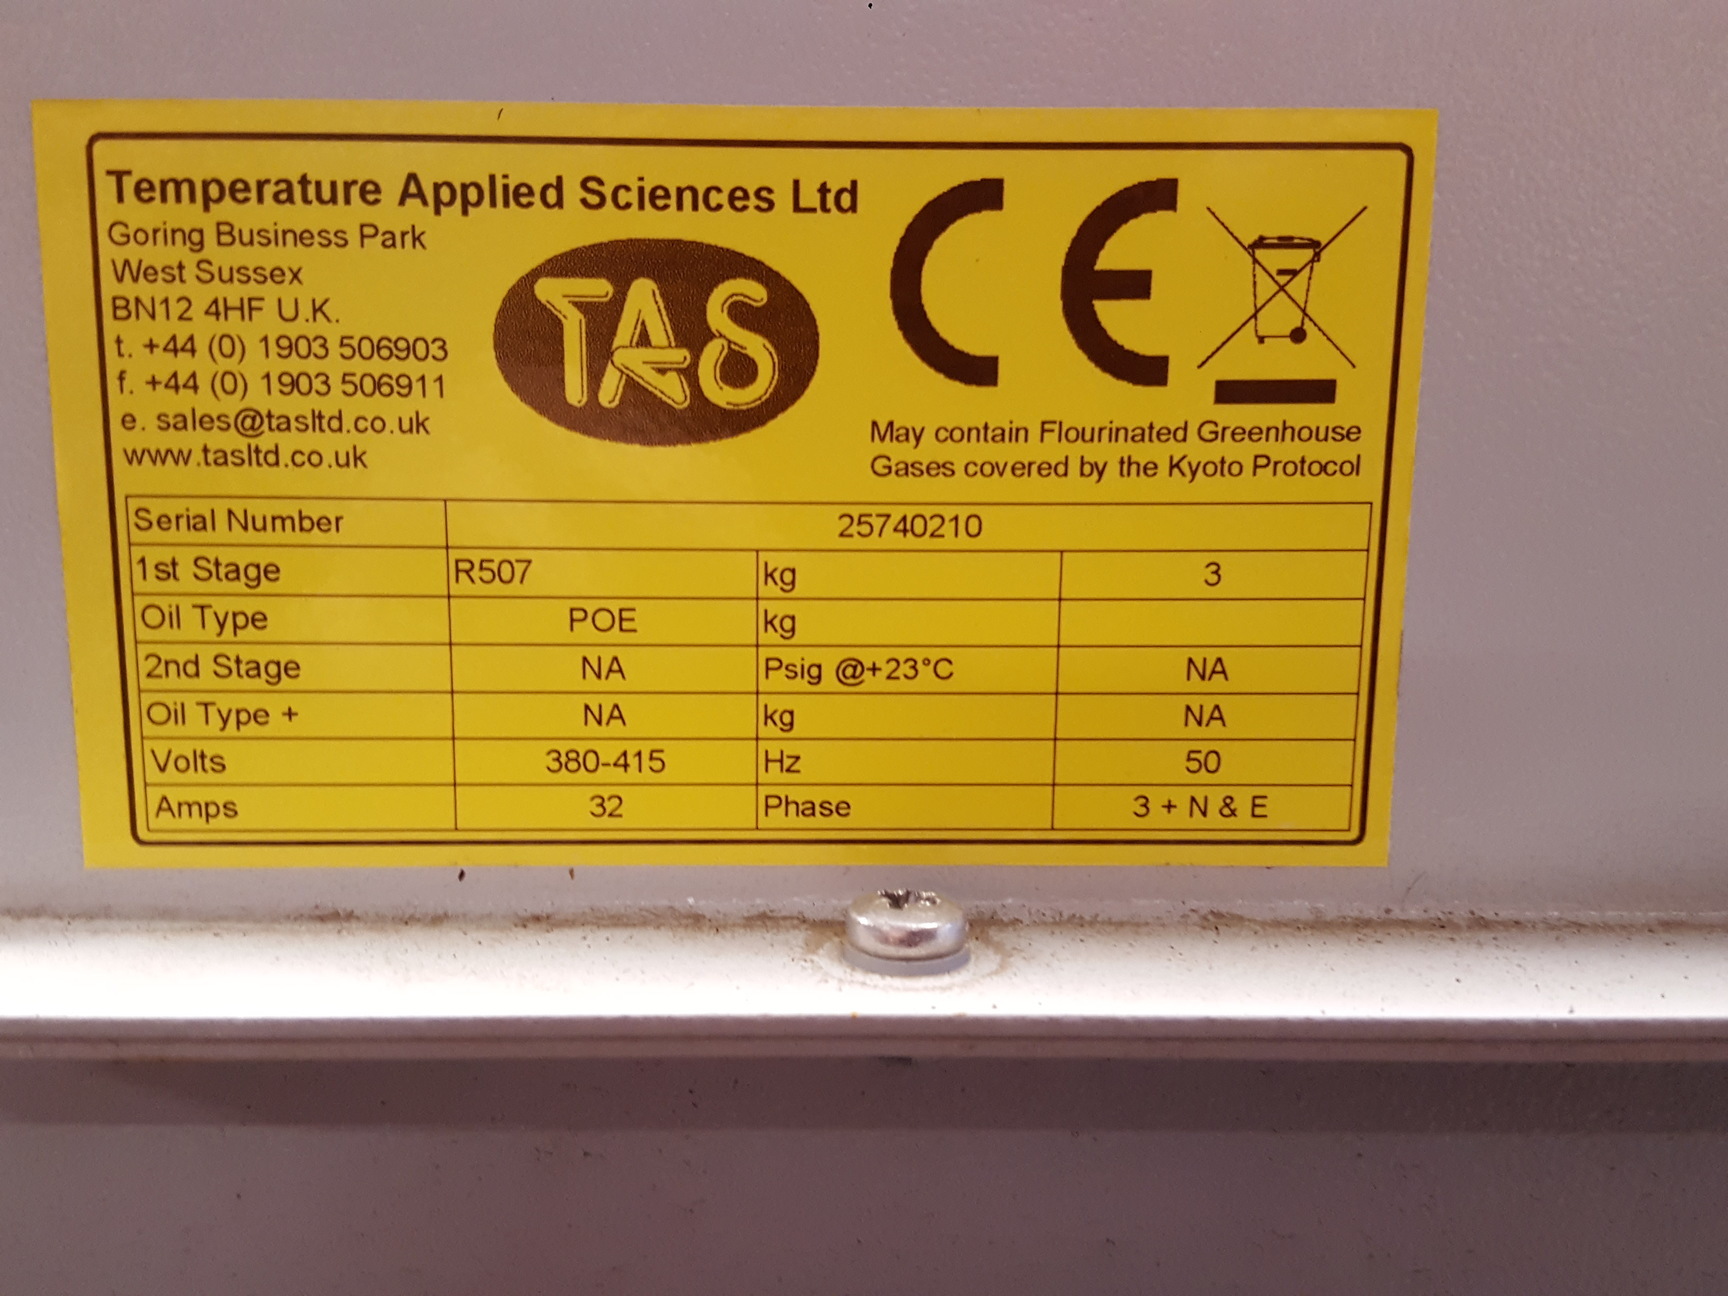 Temperature Applied Sciences Ltd
Goring Business Park
West Sussex
BN12 4HF U.K.
t. +44 (0) 1903 506903
f. +44 (0) 1903 506911
e. sales@tasltd.co.uk
www.tasltd.co.uk
TAS
CE
May contain Flourinated Greenhouse
Gases covered by the Kyoto Protocol
Serial Number 25740210
1st Stage R507 kg 3
Oil Type POE kg
2nd Stage NA Psig @+23°C NA
Oil Type + NA kg NA
Volts 380-415 Hz 50
Amps 32 Phase 3 + N & E